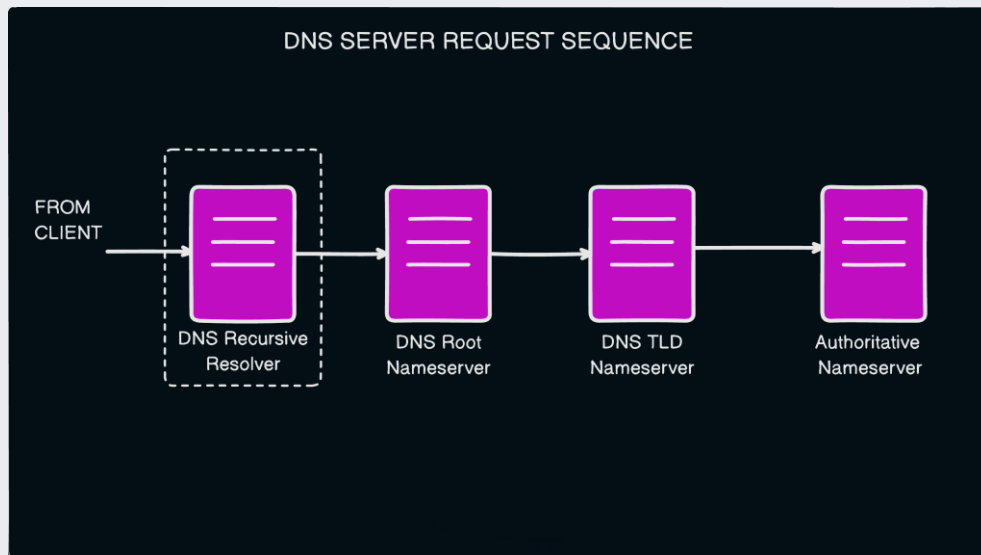 DNS SERVER REQUEST SEQUENCE
FROM
CLIENT
DNS Recursive
Resolver
DNS Root
Nameserver
DNS TLD
Nameserver
Authoritative
Nameserver